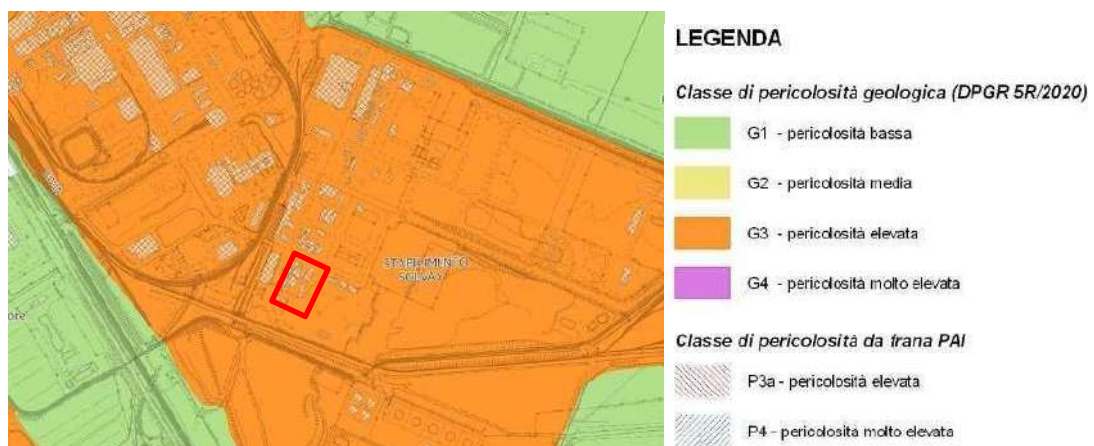 STABILIMENTO
SOLVAY
ore
LEGENDA
Classe di pericolosità geologica (DPGR 5R/2020)
G1 - pericolosità bassa
G2 - pericolosità media
G3 - pericolosità elevata
G4 - pericolosità molto elevata
Classe di pericolosità da frana PAI
P3a - pericolosità elevata
P4 - pericolosità molto elevata